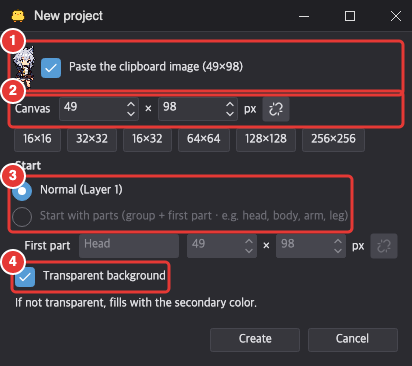 New project
1
Paste the clipboard image (49×98)
2
Canvas 49 × 98 px
16×16 32×32 16×32 64×64 128×128 256×256
Start
3
Normal (Layer 1)
Start with parts (group + first part · e.g. head, body, arm, leg)
First part Head 49 × 98 px
4
Transparent background
If not transparent, fills with the secondary color.
Create Cancel